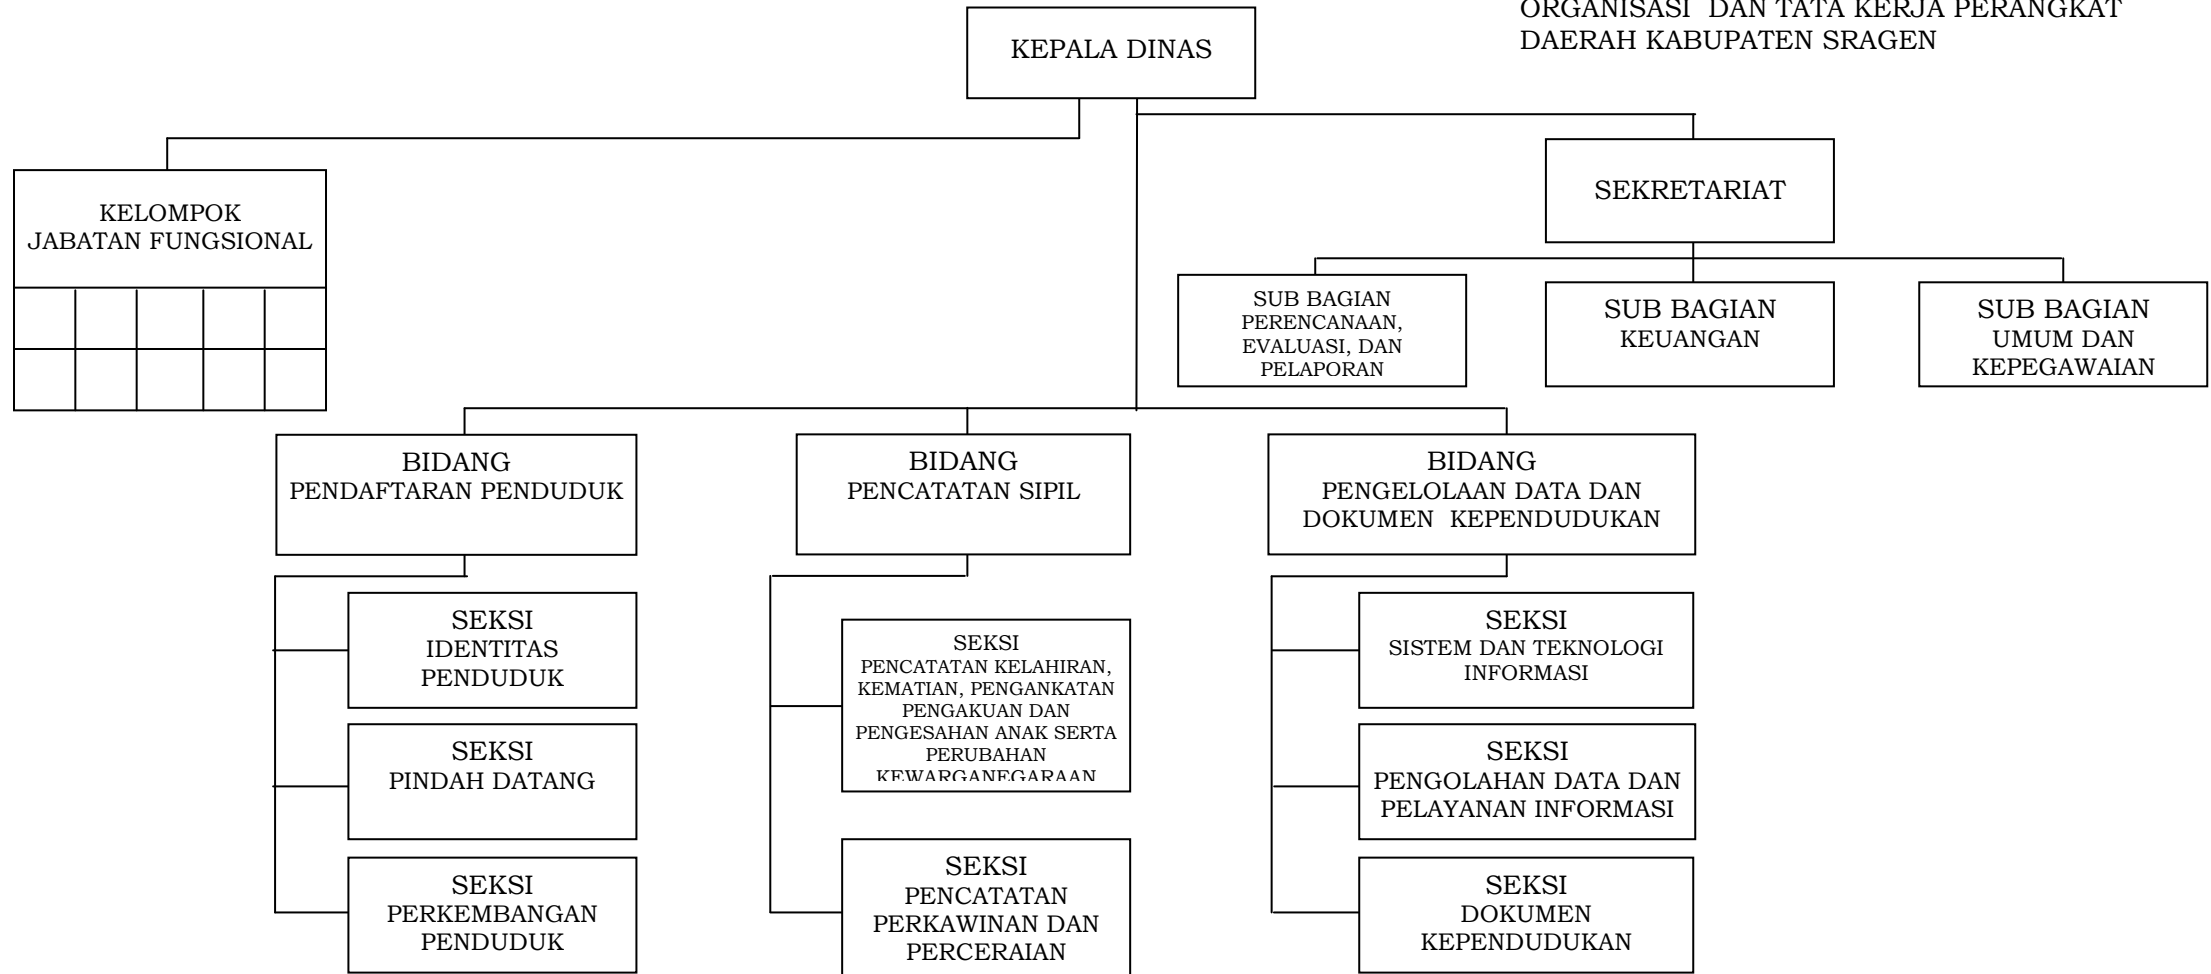 ORGANISASI DAN TATA KERJA PERANGKAT
DAERAH KABUPATEN SRAGEN
KEPALA DINAS
KELOMPOK
JABATAN FUNGSIONAL
SEKRETARIAT
SUB BAGIAN
PERENCANAAN,
EVALUASI, DAN
PELAPORAN
SUB BAGIAN
KEUANGAN
SUB BAGIAN
UMUM DAN
KEPEGAWAIAN
BIDANG
PENDAFTARAN PENDUDUK
BIDANG
PENCATATAN SIPIL
BIDANG
PENGELOLAAN DATA DAN
DOKUMEN KEPENDUDUKAN
SEKSI
IDENTITAS
PENDUDUK
SEKSI
PINDAH DATANG
SEKSI
PERKEMBANGAN
PENDUDUK
SEKSI
PENCATATAN KELAHIRAN,
KEMATIAN, PENGANKATAN
PENGAKUAN DAN
PENGESAHAN ANAK SERTA
PERUBAHAN
KEWARGANEGARAAN
SEKSI
PENCATATAN
PERKAWINAN DAN
PERCERAIAN
SEKSI
SISTEM DAN TEKNOLOGI
INFORMASI
SEKSI
PENGOLAHAN DATA DAN
PELAYANAN INFORMASI
SEKSI
DOKUMEN
KEPENDUDUKAN